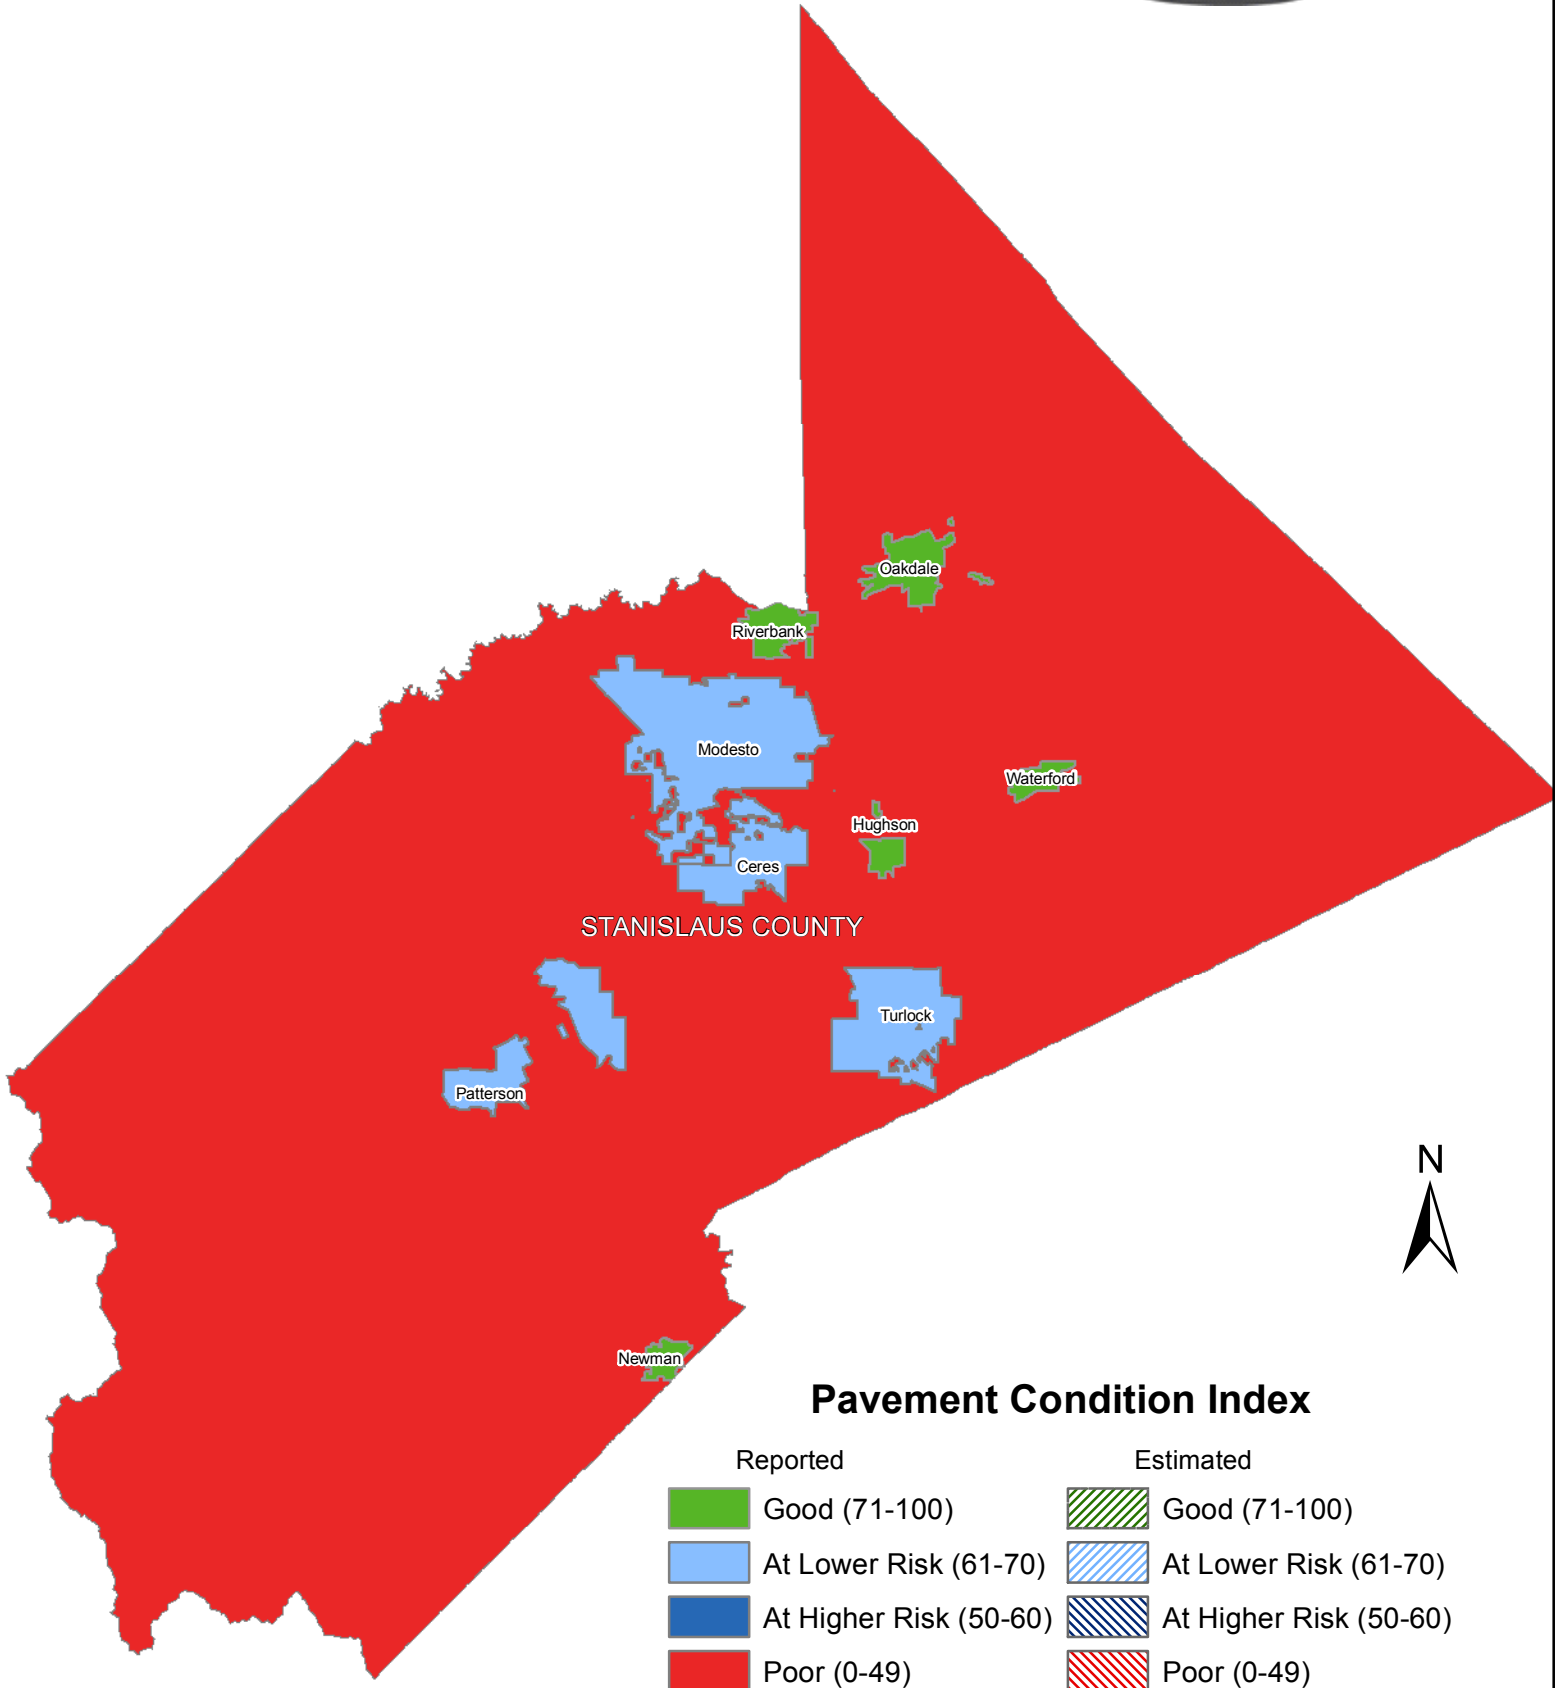 Oakdale
Riverbank
Modesto
Waterford
Hughson
Ceres
STANISLAUS COUNTY
Turlock
Patterson
N
Newman
Pavement Condition Index
Reported
Estimated
Good (71-100)
Good (71-100)
At Lower Risk (61-70)
At Lower Risk (61-70)
At Higher Risk (50-60)
At Higher Risk (50-60)
Poor (0-49)
Poor (0-49)